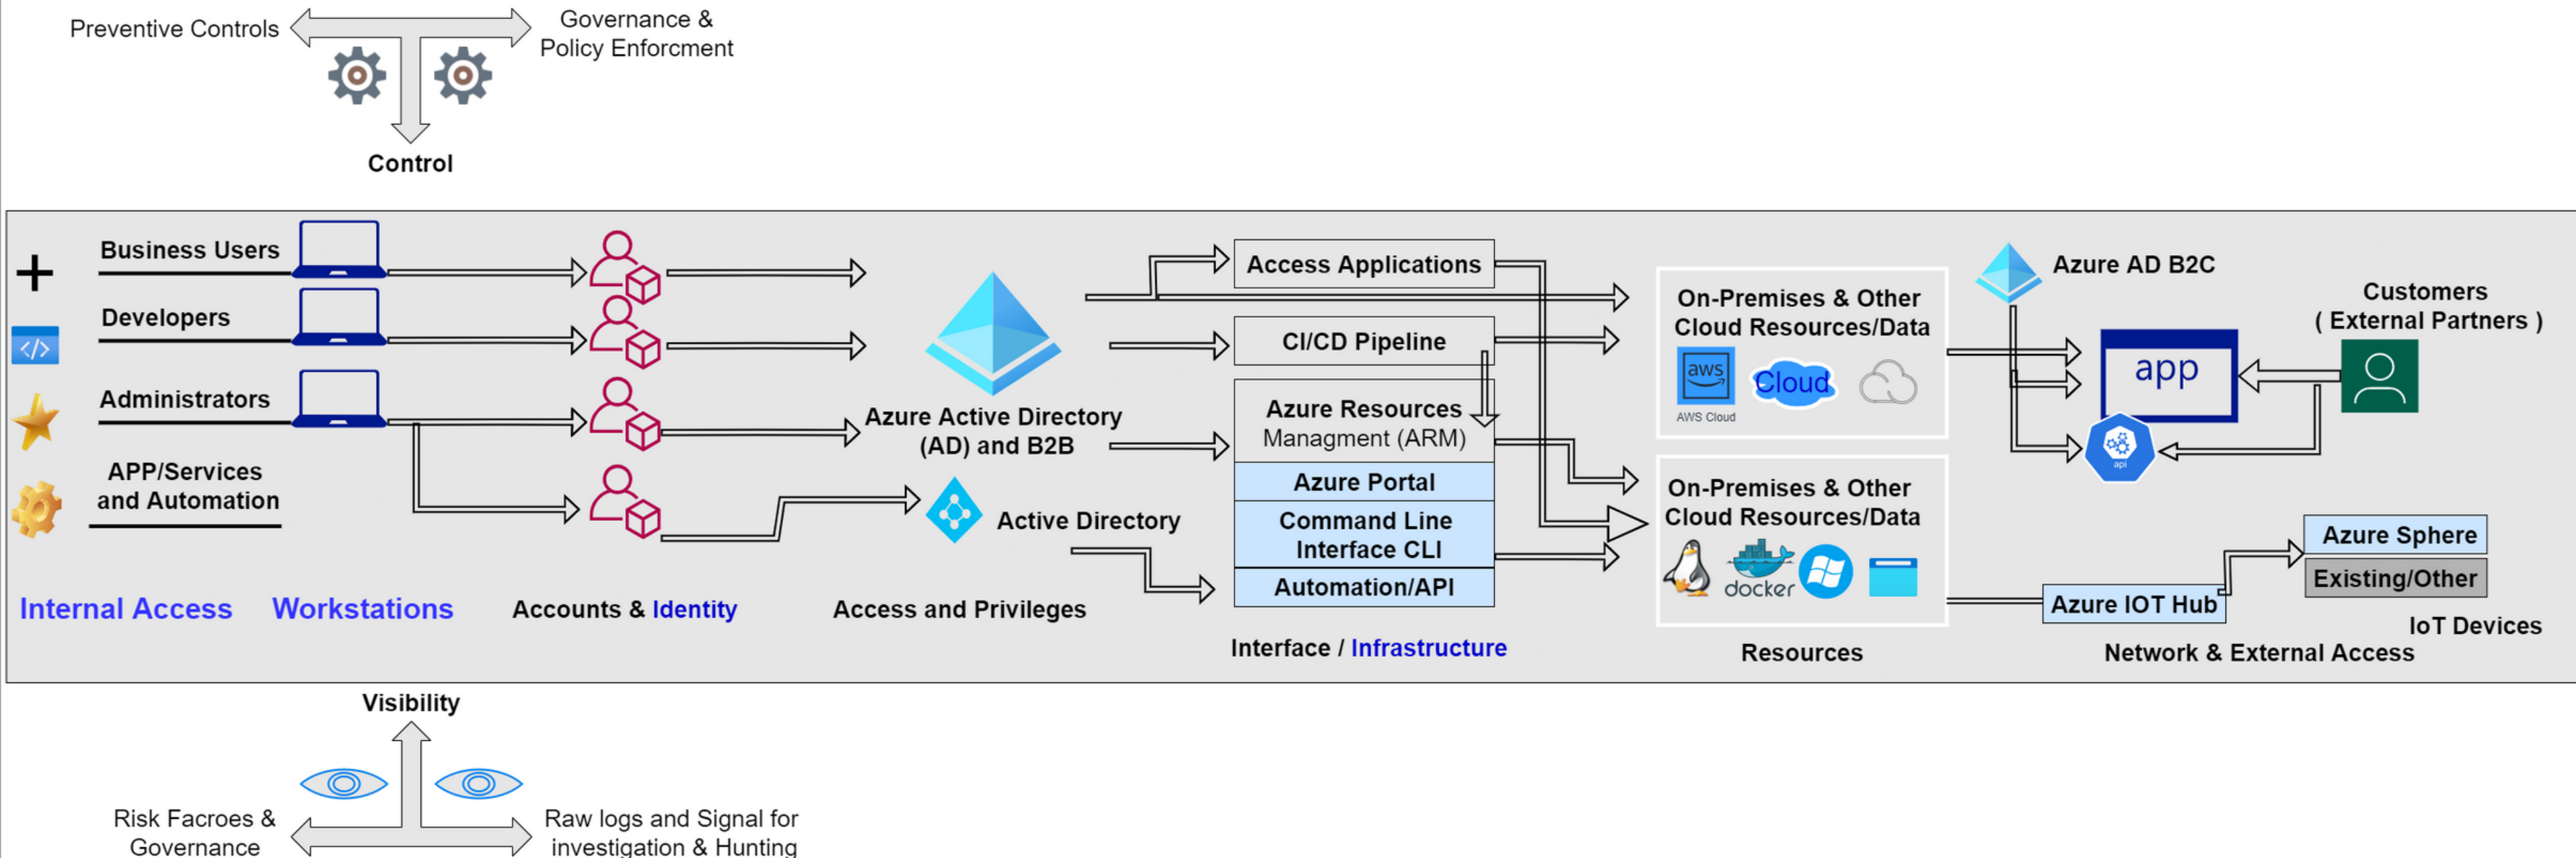 Preventive Controls
Governance &
Policy Enforcment
Control
Business Users
Developers
Administrators
APP/Services
and Automation
Internal Access
Workstations
Accounts & Identity
Azure Active Directory
(AD) and B2B
Active Directory
Access and Privileges
Access Applications
CI/CD Pipeline
Azure Resources
Managment (ARM)
Azure Portal
Command Line
Interface CLI
Automation/API
Interface / Infrastructure
On-Premises & Other
Cloud Resources/Data
aws
AWS Cloud
Cloud
On-Premises & Other
Cloud Resources/Data
docker
Resources
Azure AD B2C
Customers
( External Partners )
app
api
Azure Sphere
Existing/Other
Azure IOT Hub
IoT Devices
Network & External Access
Visibility
Risk Facroes &
Governance
Raw logs and Signal for
investigation & Hunting